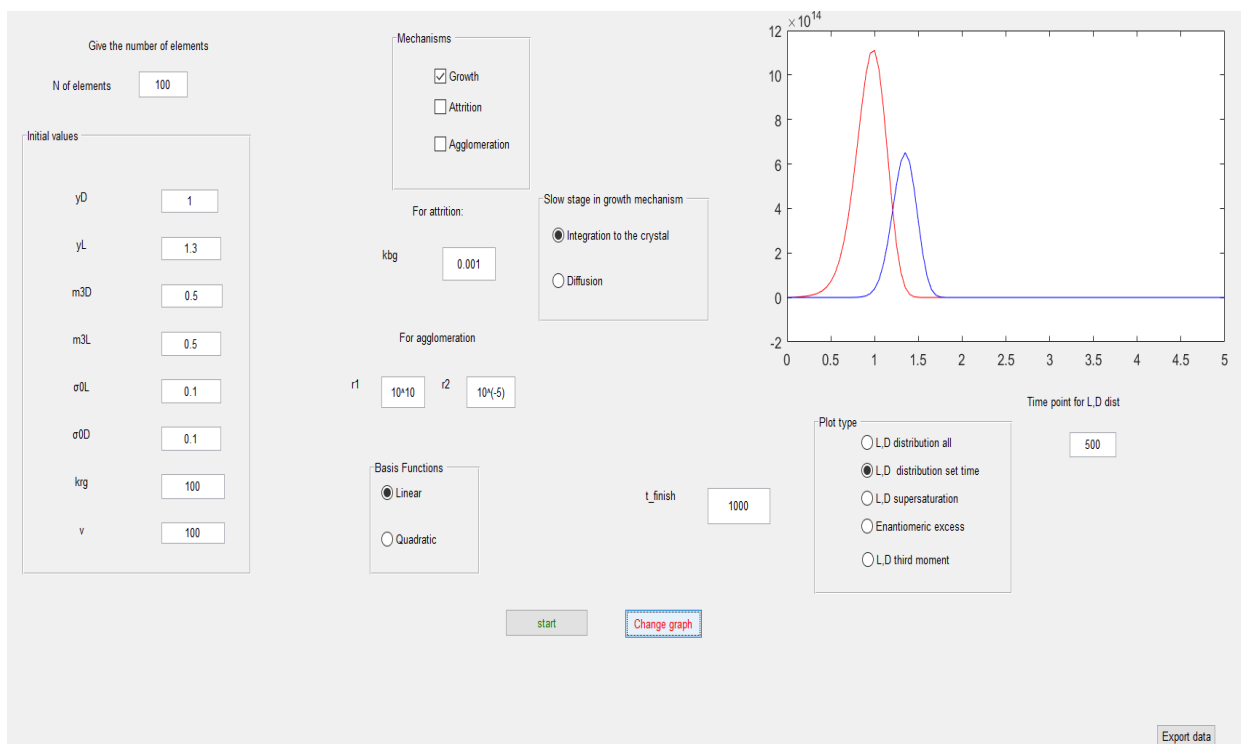 Give the number of elements
N of elements
100
Initial values
yD
1
yL
1.3
m3D
0.5
m3L
0.5
σ0L
0.1
σ0D
0.1
krg
100
v
100
Mechanisms
Growth
Attrition
Agglomeration
For attrition:
kbg
0.001
Slow stage in growth mechanism
Integration to the crystal
Diffusion
For agglomeration
r1
10^10
r2
10^(-5)
Basis Functions
Linear
Quadratic
t_finish
1000
×10^14
12
10
8
6
4
2
0
-2
0 0.5 1 1.5 2 2.5 3 3.5 4 4.5 5
Time point for L,D dist
500
Plot type
L,D distribution all
L,D distribution set time
L,D supersaturation
Enantiomeric excess
L,D third moment
start
Change graph
Export data